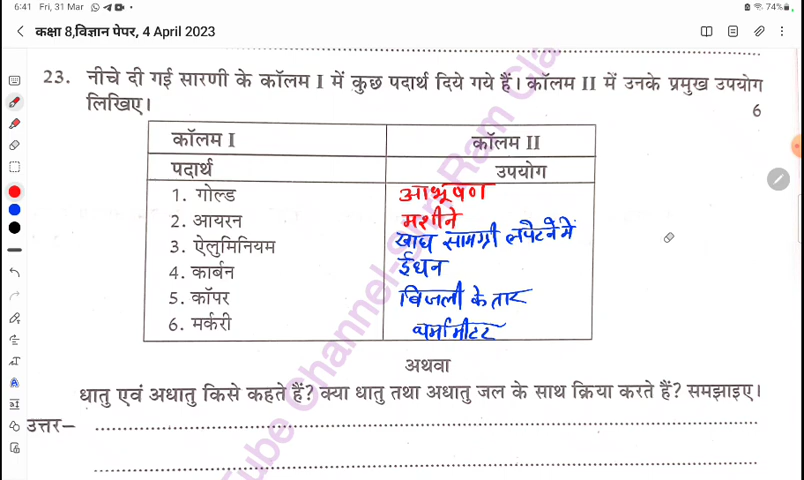 6:41 Fri, 31 Mar
74%
कक्षा 8,विज्ञान पेपर, 4 April 2023
23. नीचे दी गई सारणी के कॉलम I में कुछ पदार्थ दिये गये हैं। कॉलम II में उनके प्रमुख उपयोग
लिखिए।
6
कॉलम I कॉलम II
पदार्थ उपयोग
1. गोल्ड आभूषण
2. आयरन मशीने
3. ऐलुमिनियम खाद्य सामग्री लपेटने में
4. कार्बन ईधन
5. कॉपर बिजली के तार
6. मर्करी थर्मामीटर
अथवा
धातु एवं अधातु किसे कहते हैं? क्या धातु तथा अधातु जल के साथ क्रिया करते हैं? समझाइए।
उत्तर–